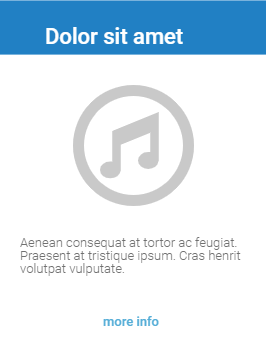 Dolor sit amet
Aenean consequat at tortor ac feugiat.
Praesent at tristique ipsum. Cras henrit
volutpat vulputate.
more info